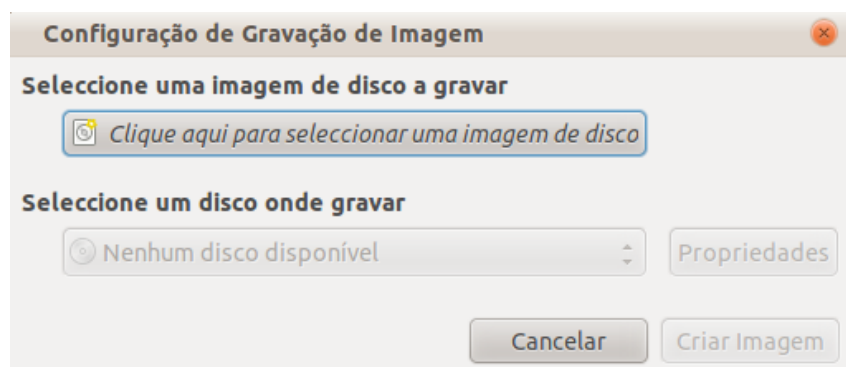 Configuração de Gravação de Imagem
Seleccione uma imagem de disco a gravar
Clique aqui para seleccionar uma imagem de disco
Seleccione um disco onde gravar
Nenhum disco disponível
Propriedades
Cancelar
Criar Imagem